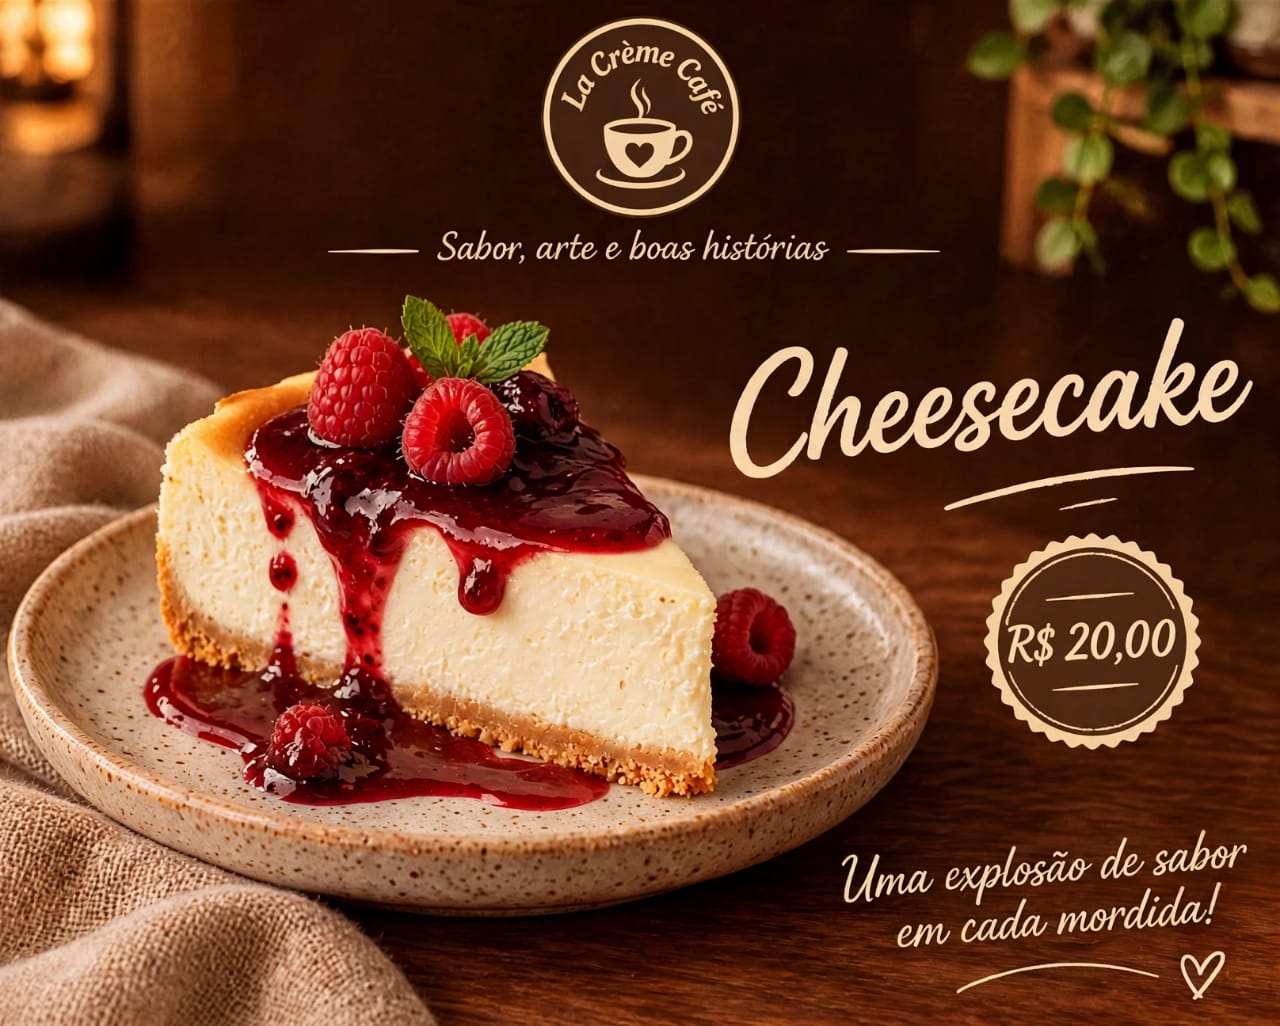 La Crème Café
Sabor, arte e boas histórias
Cheesecake
R$ 20,00
Uma explosão de sabor
em cada mordida!